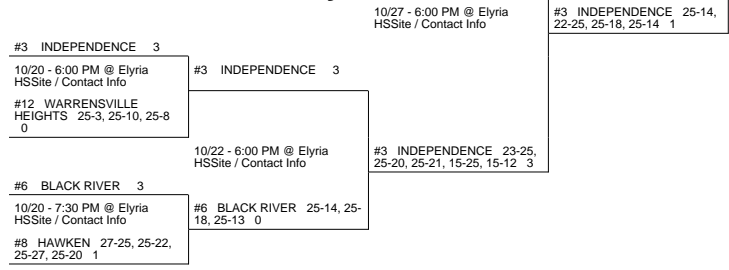 10/27 - 6:00 PM @ Elyria
HSSite / Contact Info
#3 INDEPENDENCE 25-14,
22-25, 25-18, 25-14 1
#3 INDEPENDENCE 3
10/20 - 6:00 PM @ Elyria
HSSite / Contact Info
#3 INDEPENDENCE 3
#12 WARRENSVILLE
HEIGHTS 25-3, 25-10, 25-8
0
10/22 - 6:00 PM @ Elyria
HSSite / Contact Info
#3 INDEPENDENCE 23-25,
25-20, 25-21, 15-25, 15-12 3
#6 BLACK RIVER 3
10/20 - 7:30 PM @ Elyria
HSSite / Contact Info
#6 BLACK RIVER 25-14, 25-
18, 25-13 0
#8 HAWKEN 27-25, 25-22,
25-27, 25-20 1